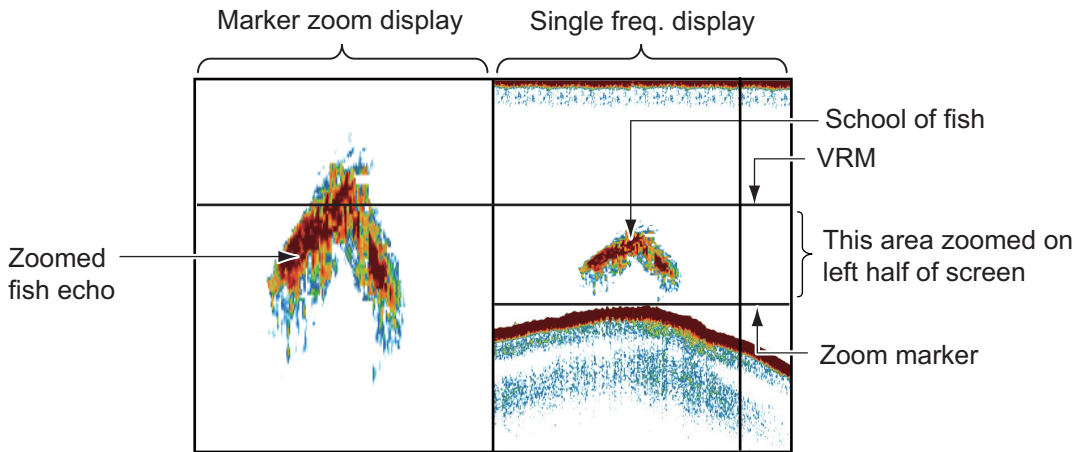 Marker zoom display
Single freq. display
School of fish
VRM
Zoomed
fish echo
This area zoomed on
left half of screen
Zoom marker